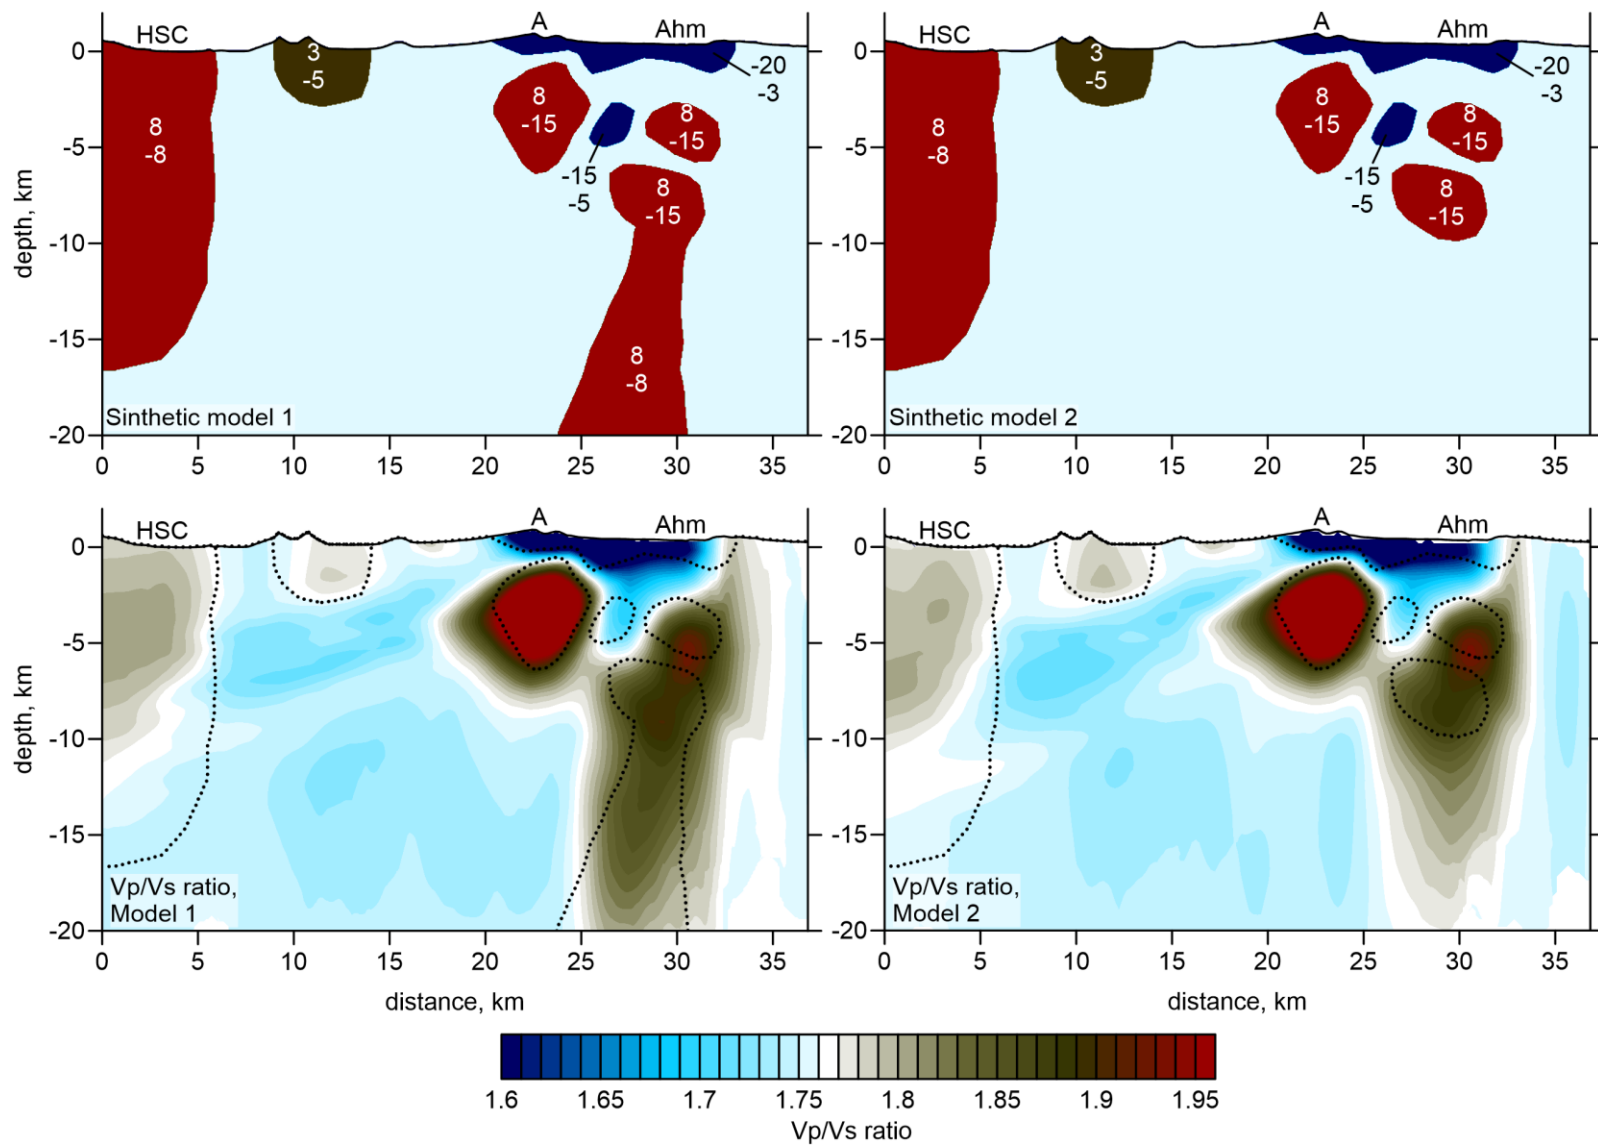 HSC A Ahm
0
-5
-10
-15
-20
depth, km
3
-5
8
-8
8
-15
-15
-5
8
-15
8
-15
8
-8
-20
-3
Sinthetic model 1
0 5 10 15 20 25 30 35
HSC A Ahm
0
-5
-10
-15
-20
3
-5
8
-8
8
-15
-15
-5
8
-15
8
-15
-20
-3
Sinthetic model 2
0 5 10 15 20 25 30 35
HSC A Ahm
0
-5
-10
-15
-20
depth, km
Vp/Vs ratio,
Model 1
0 5 10 15 20 25 30 35
distance, km
HSC A Ahm
0
-5
-10
-15
-20
Vp/Vs ratio,
Model 2
0 5 10 15 20 25 30 35
distance, km
1.6 1.65 1.7 1.75 1.8 1.85 1.9 1.95
Vp/Vs ratio